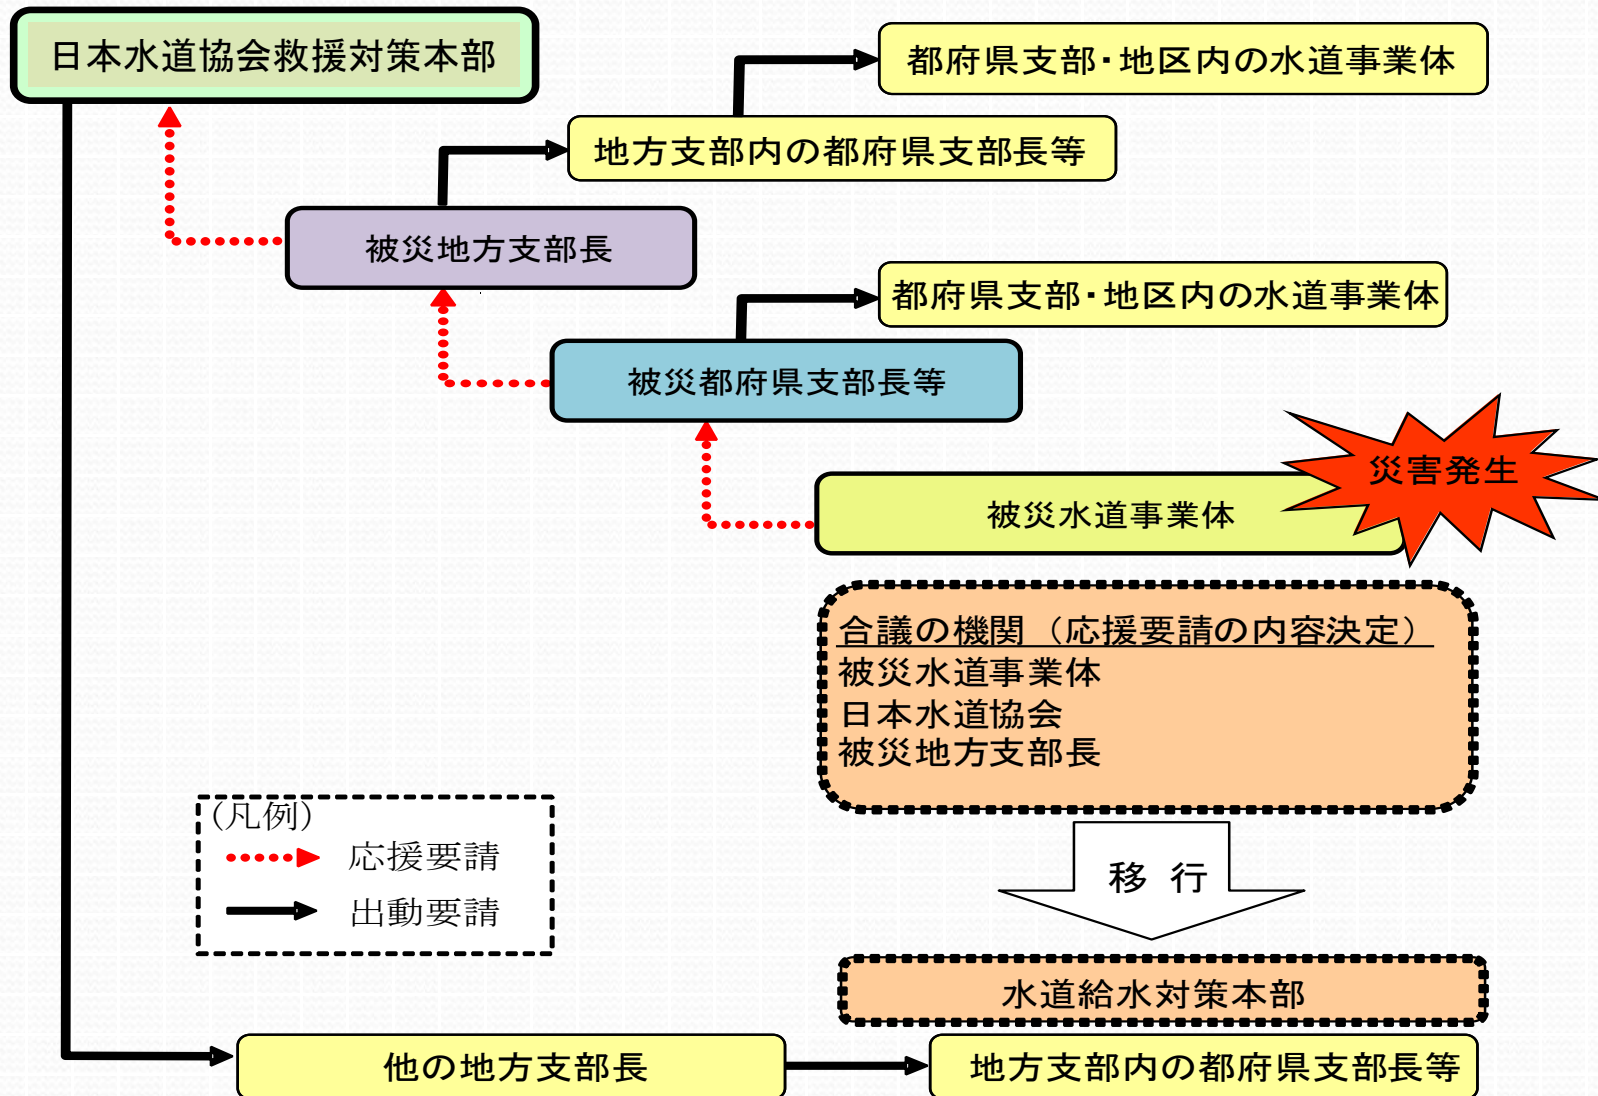 日本水道協会救援対策本部
都府県支部・地区内の水道事業体
地方支部内の都府県支部長等
被災地方支部長
都府県支部・地区内の水道事業体
被災都府県支部長等
災害発生
被災水道事業体
合議の機関（応援要請の内容決定）
被災水道事業体
日本水道協会
被災地方支部長
（凡例）
応援要請
出動要請
移 行
水道給水対策本部
他の地方支部長
地方支部内の都府県支部長等